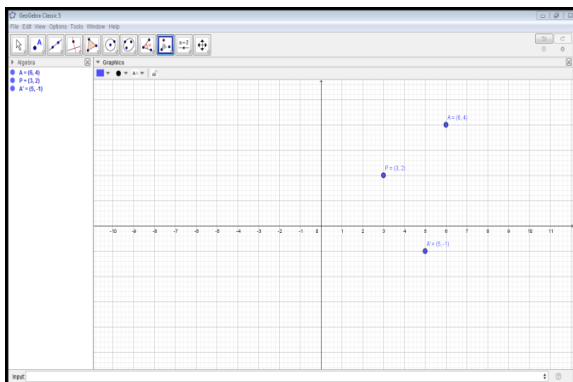 GeoGebra Classic 5
File Edit View Options Tools Window Help
a=2
Algebra
Graphics
A = (6, 4)
P = (3, 2)
A' = (5, -1)
A = (6, 4)
P = (3, 2)
-10 -9 -8 -7 -6 -5 -4 -3 -2 -1 0 1 2 3 4 5 6 7 8 9 10 11
A' = (5, -1)
Input: